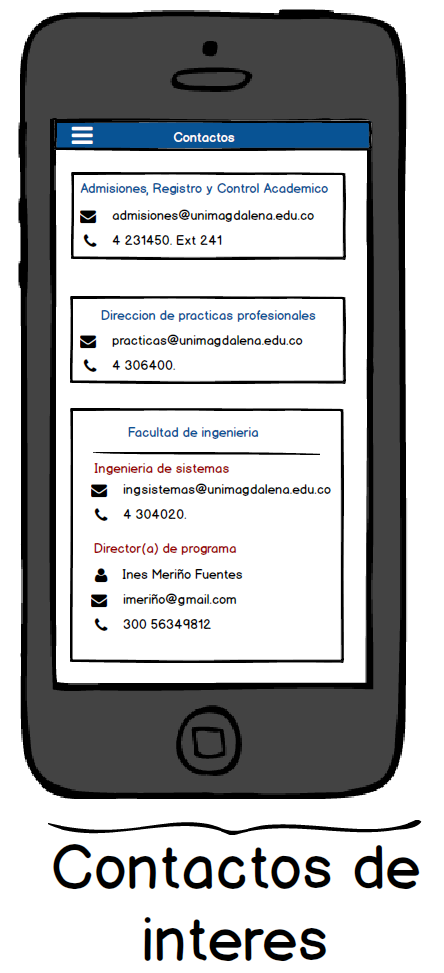 Contactos
Admisiones, Registro y Control Academico
admisiones@unimagdalena.edu.co
4 231450. Ext 241
Direccion de practicas profesionales
practicas@unimagdalena.edu.co
4 306400.
Facultad de ingenieria
Ingenieria de sistemas
ingsistemas@unimagdalena.edu.co
4 304020.
Director(a) de programa
Ines Meriño Fuentes
imeriño@gmail.com
300 56349812
Contactos de
interes